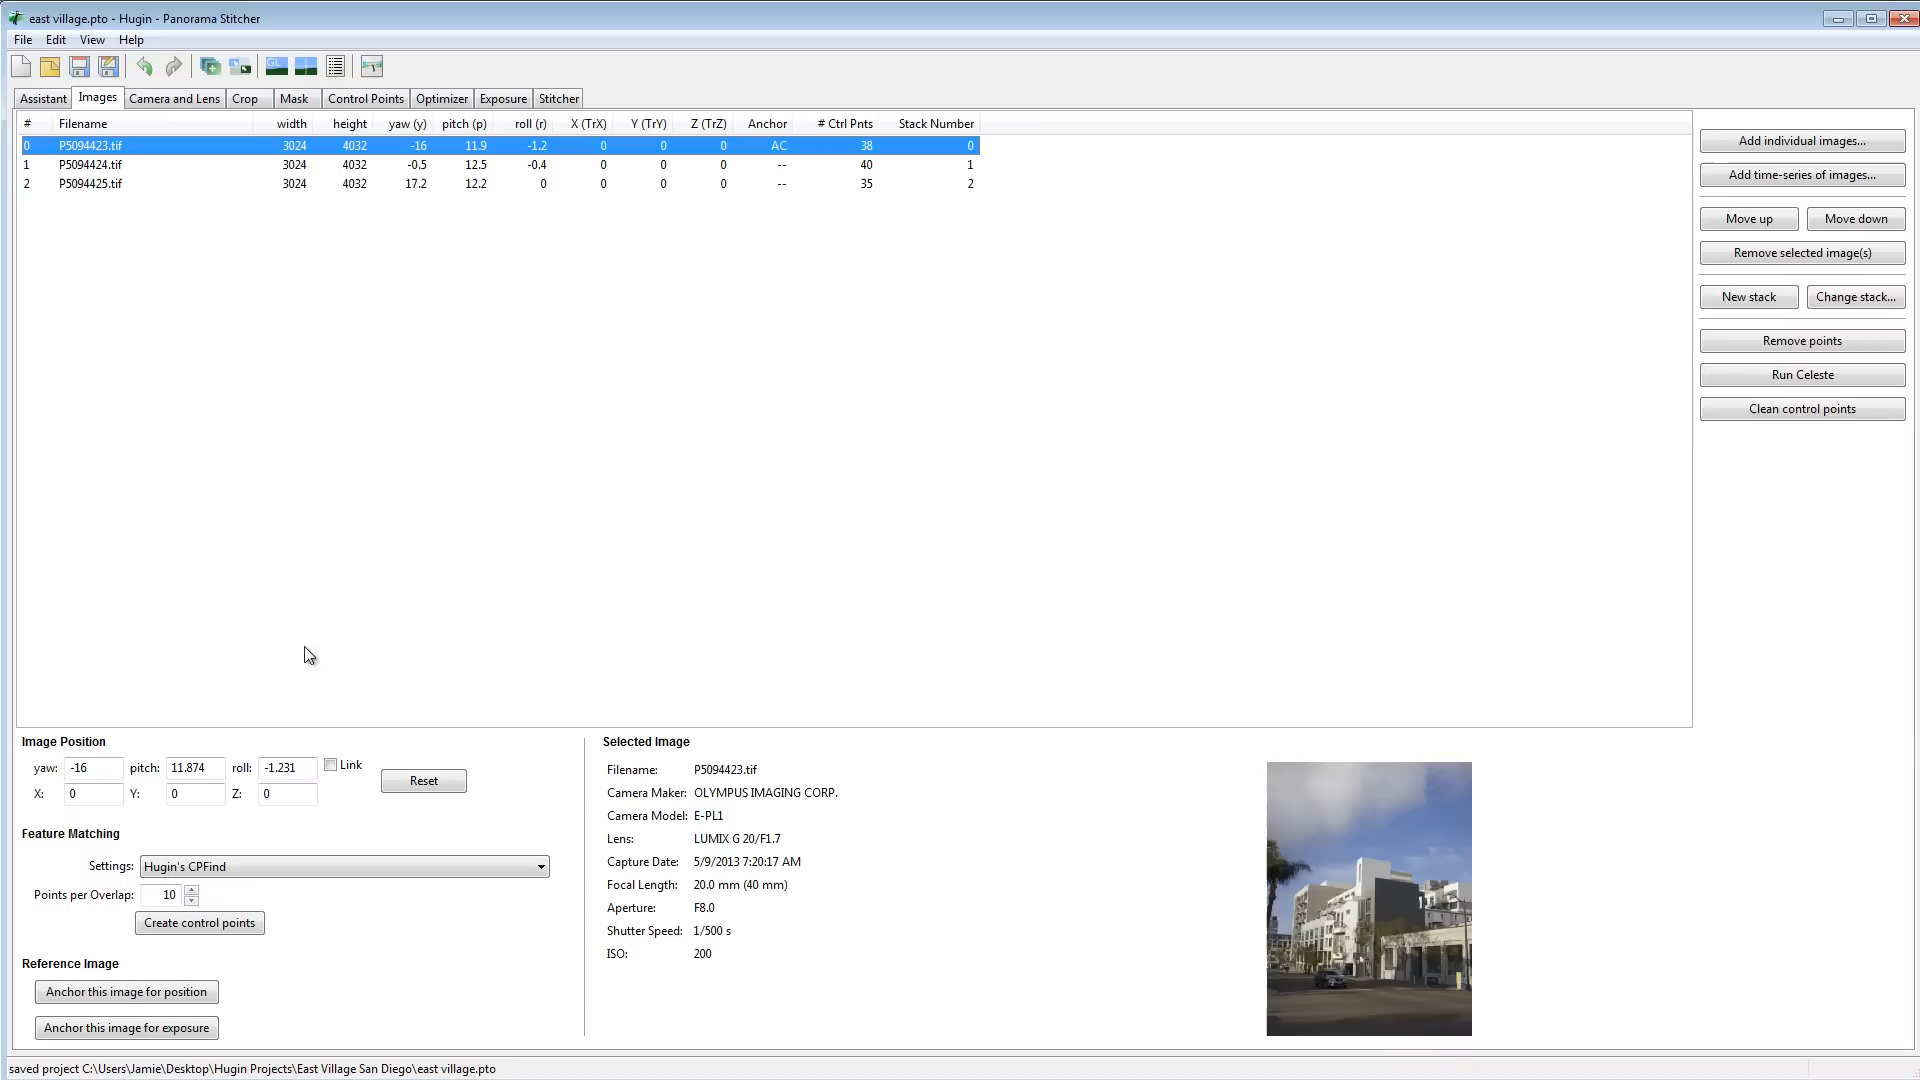 east village.pto - Hugin - Panorama Stitcher
File Edit View Help
GL
Assistant Images Camera and Lens Crop Mask Control Points Optimizer Exposure Stitcher
# Filename width height yaw (y) pitch (p) roll (r) X (TrX) Y (TrY) Z (TrZ) Anchor # Ctrl Pnts Stack Number
0 P5094423.tif 3024 4032 -16 11.9 -1.2 0 0 0 AC 38 0
1 P5094424.tif 3024 4032 -0.5 12.5 -0.4 0 0 0 -- 40 1
2 P5094425.tif 3024 4032 17.2 12.2 0 0 0 0 -- 35 2
Add individual images...
Add time-series of images...
Move up Move down
Remove selected image(s)
New stack Change stack...
Remove points
Run Celeste
Clean control points
Image Position
yaw: -16 pitch: 11.874 roll: -1.231 Link
X: 0 Y: 0 Z: 0
Reset
Feature Matching
Settings: Hugin's CPFind
Points per Overlap: 10
Create control points
Reference Image
Anchor this image for position
Anchor this image for exposure
Selected Image
Filename: P5094423.tif
Camera Maker: OLYMPUS IMAGING CORP.
Camera Model: E-PL1
Lens: LUMIX G 20/F1.7
Capture Date: 5/9/2013 7:20:17 AM
Focal Length: 20.0 mm (40 mm)
Aperture: F8.0
Shutter Speed: 1/500 s
ISO: 200
saved project C:\Users\Jamie\Desktop\Hugin Projects\East Village San Diego\east village.pto